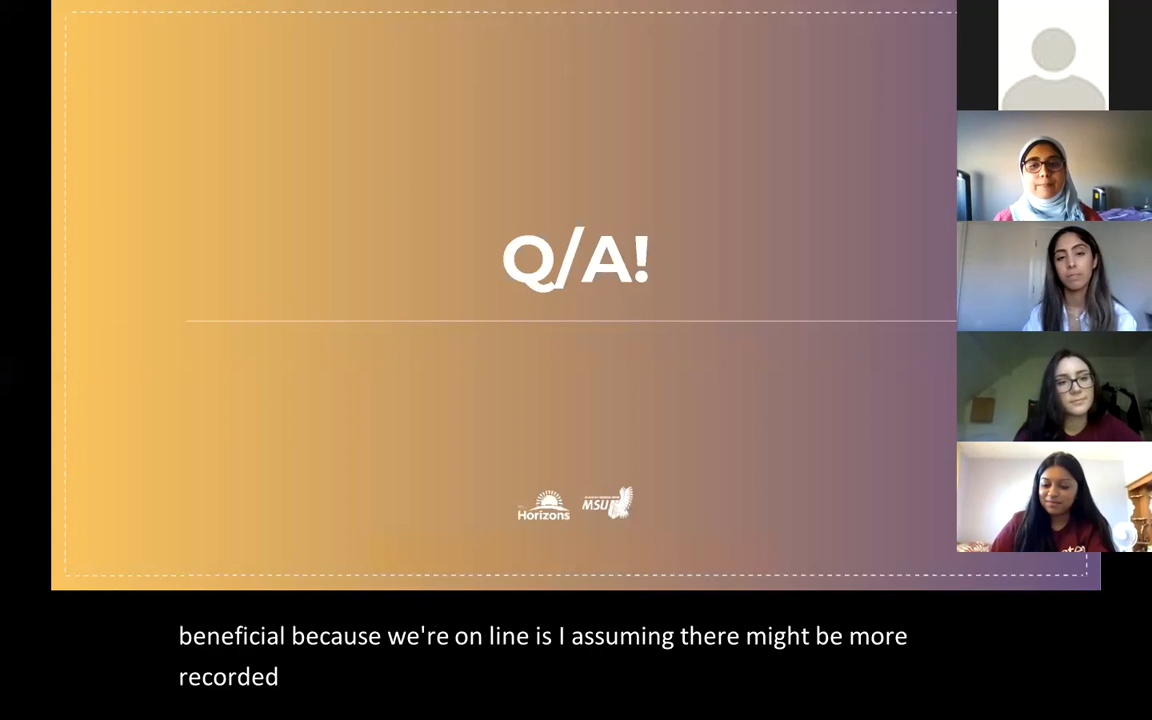 Q/A!
Horizons
MSU
beneficial because we're on line is I assuming there might be more
recorded